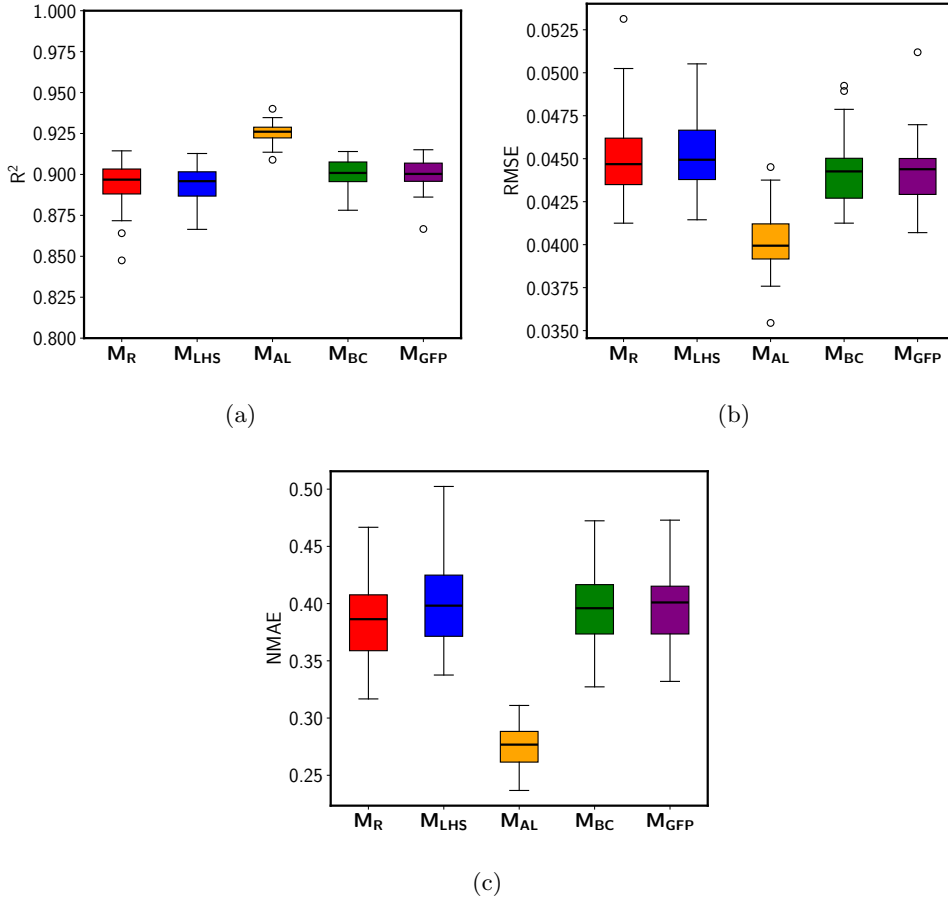 1.000
0.975
0.950
0.925
0.900
0.875
0.850
0.825
0.800
R²
M_R M_LHS M_AL M_BC M_GFP
(a)
0.0525
0.0500
0.0475
0.0450
0.0425
0.0400
0.0375
0.0350
RMSE
M_R M_LHS M_AL M_BC M_GFP
(b)
0.50
0.45
0.40
0.35
0.30
0.25
NMAE
M_R M_LHS M_AL M_BC M_GFP
(c)